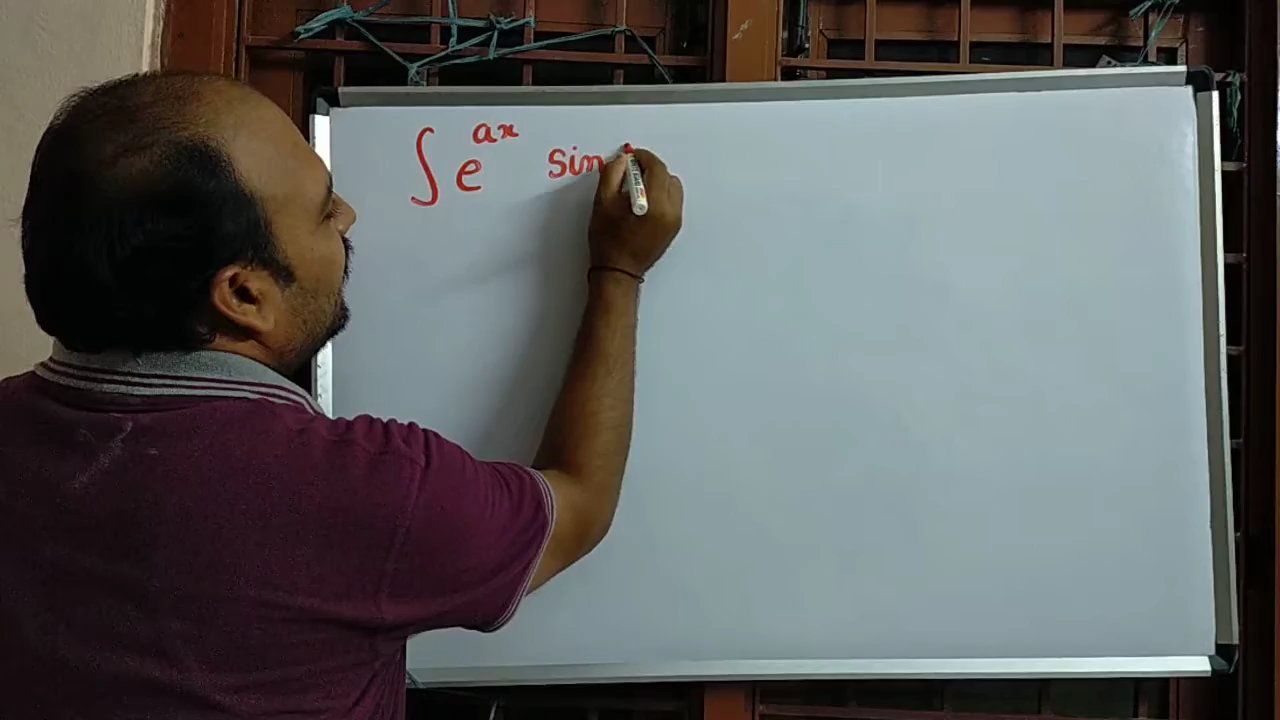 ∫ e^{ax} sin